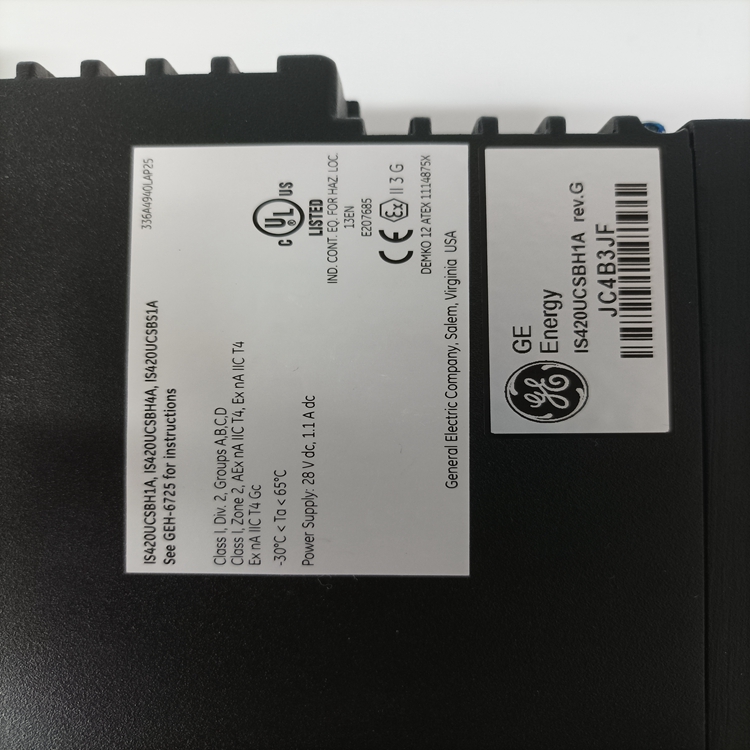 336A4940LAP25
IS420UCSBH1A, IS420UCSBH4A, IS420UCSBS1A
See GEH-6725 for instructions
Class I, Div. 2, Groups A,B,C,D
Class I, Zone 2, AEx nA IIC T4, Ex nA IIC T4
Ex nA IIC T4 Gc
-30°C < Ta < 65°C
Power Supply: 28 V dc, 1.1 A dc
C UL US
LISTED
IND. CONT. EQ. FOR HAZ. LOC.
13EN
E207685
CE Ex II 3 G
DEMKO 12 ATEX 1114875X
General Electric Company, Salem, Virginia USA
GE
GE
Energy
IS420UCSBH1A rev.G
JC4B3JF